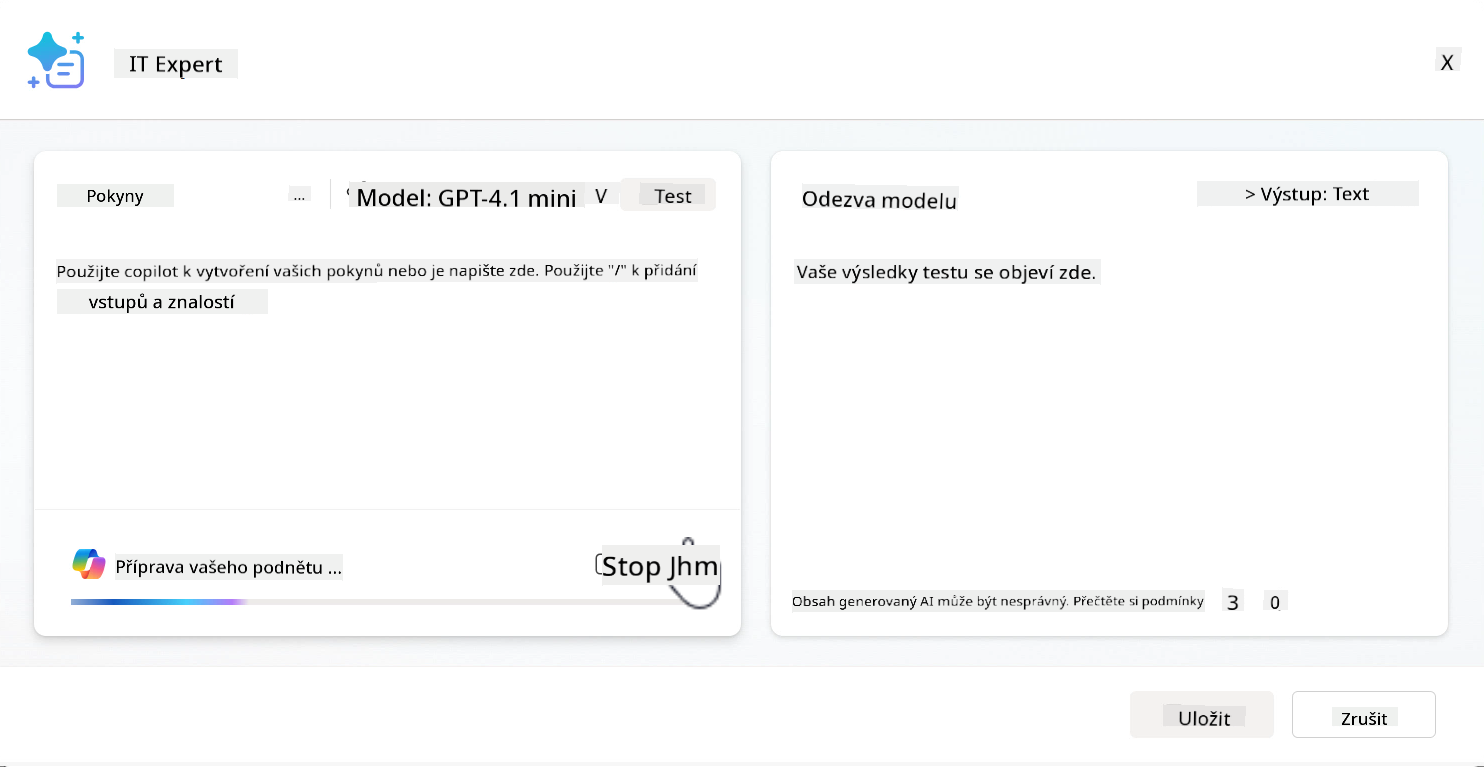 IT Expert
X
Pokyny
...
Model: GPT-4.1 mini V
Test
Použijte copilot k vytvoření vašich pokynů nebo je napište zde. Použijte "/" k přidání
vstupů a znalostí
Příprava vašeho podnětu ...
Stop Jhm
Odezva modelu
> Výstup: Text
Vaše výsledky testu se objeví zde.
Obsah generovaný AI může být nesprávný. Přečtěte si podmínky 3 0
Uložit
Zrušit